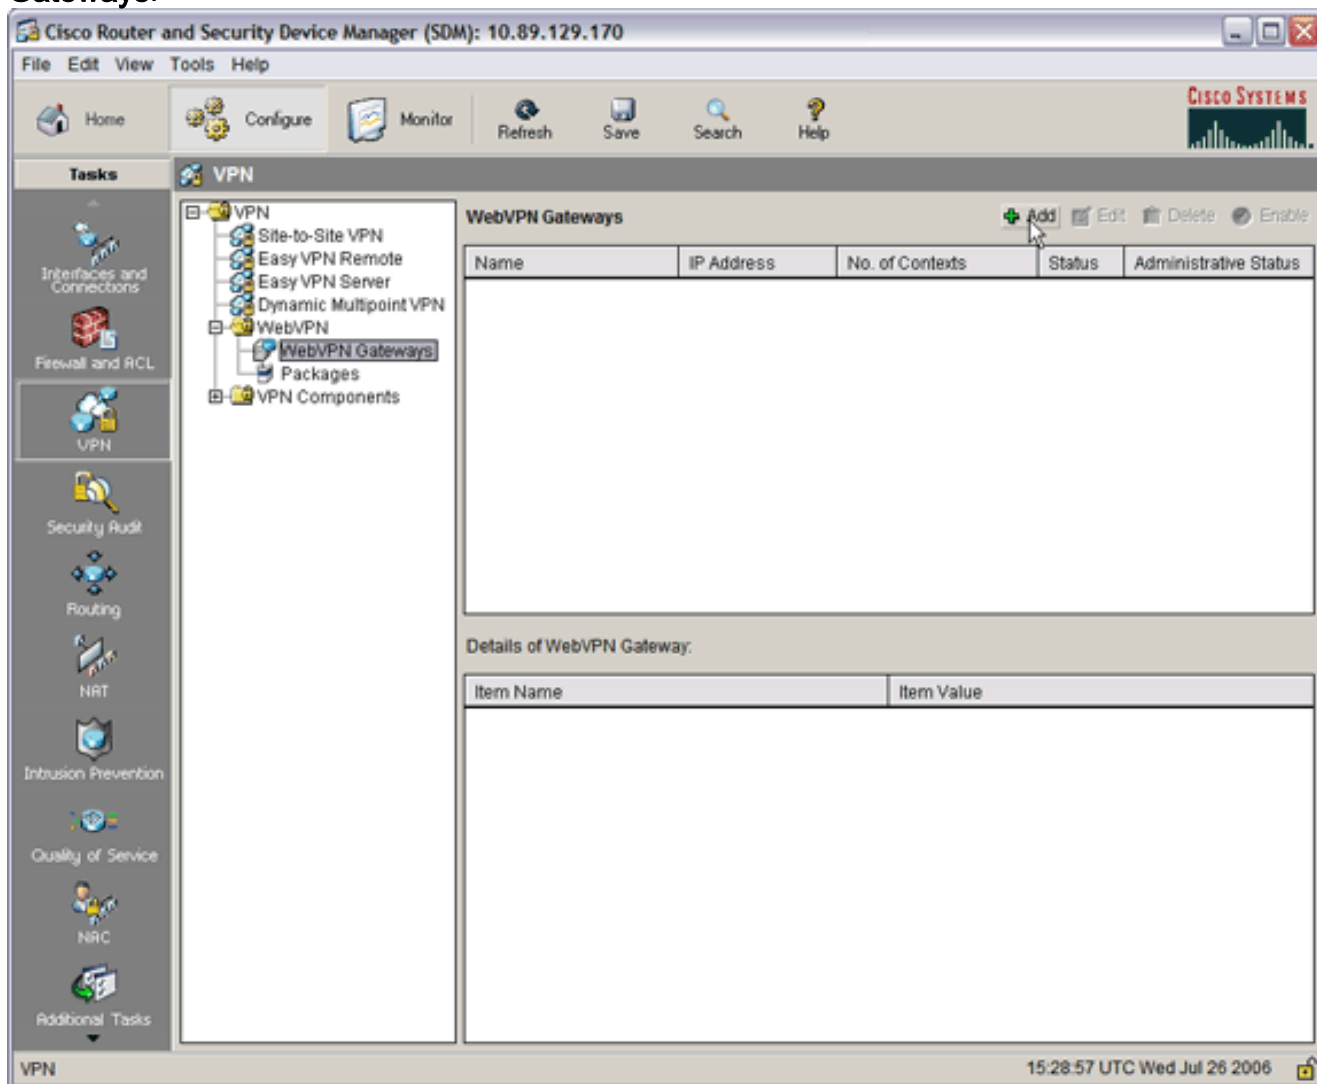 Gateways.
Cisco Router and Security Device Manager (SDM): 10.89.129.170
File Edit View Tools Help
Home Configure Monitor Refresh Save Search Help
CISCO SYSTEMS
Tasks
VPN
Interfaces and
Connections
Firewall and ACL
VPN
Security Audit
Routing
NAT
Intrusion Prevention
Quality of Service
NAC
Additional Tasks
VPN
Site-to-Site VPN
Easy VPN Remote
Easy VPN Server
Dynamic Multipoint VPN
WebVPN
WebVPN Gateways
Packages
VPN Components
WebVPN Gateways
Add Edit Delete Enable
Name IP Address No. of Contexts Status Administrative Status
Details of WebVPN Gateway:
Item Name Item Value
VPN
15:28:57 UTC Wed Jul 26 2006